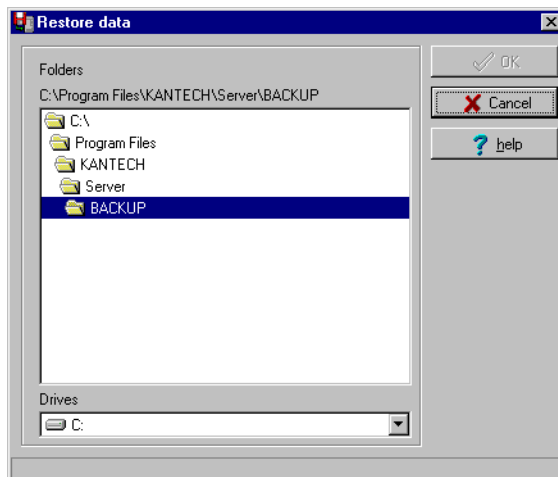 Restore data
Folders
C:\Program Files\KANTECH\Server\BACKUP
C:\
Program Files
KANTECH
Server
BACKUP
Drives
C:
OK
Cancel
help